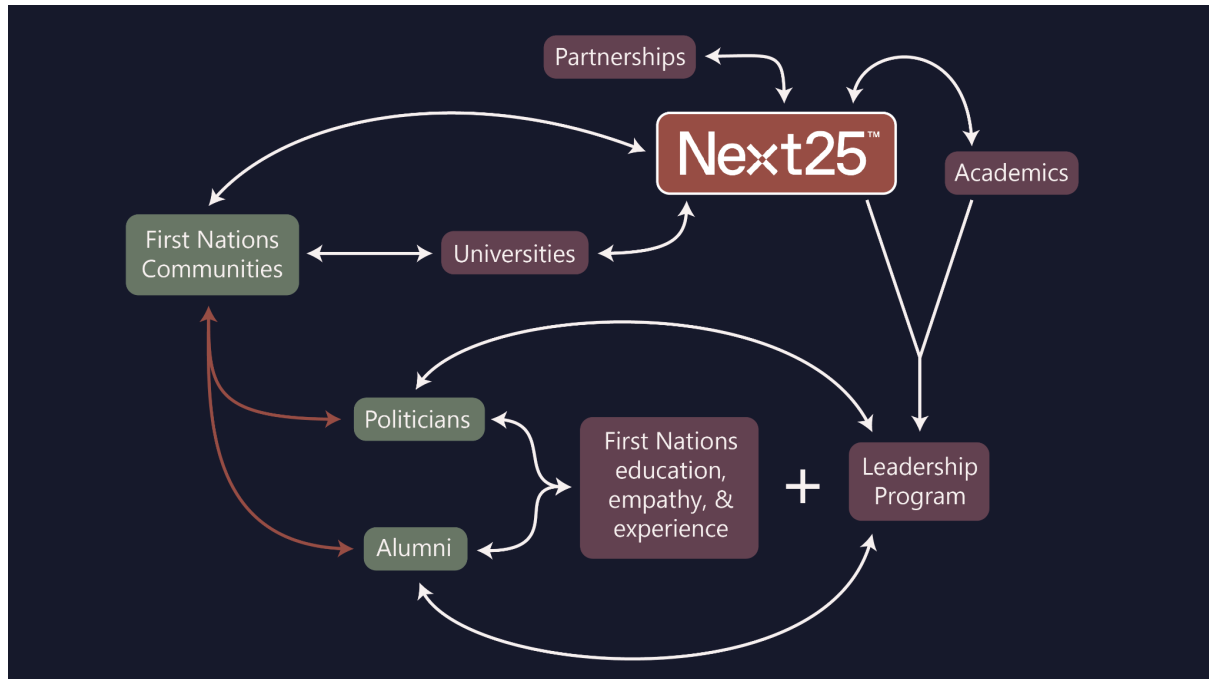 Partnerships
Next25™
Academics
First Nations
Communities
Universities
Politicians
First Nations
education,
empathy, &
experience
+
Leadership
Program
Alumni